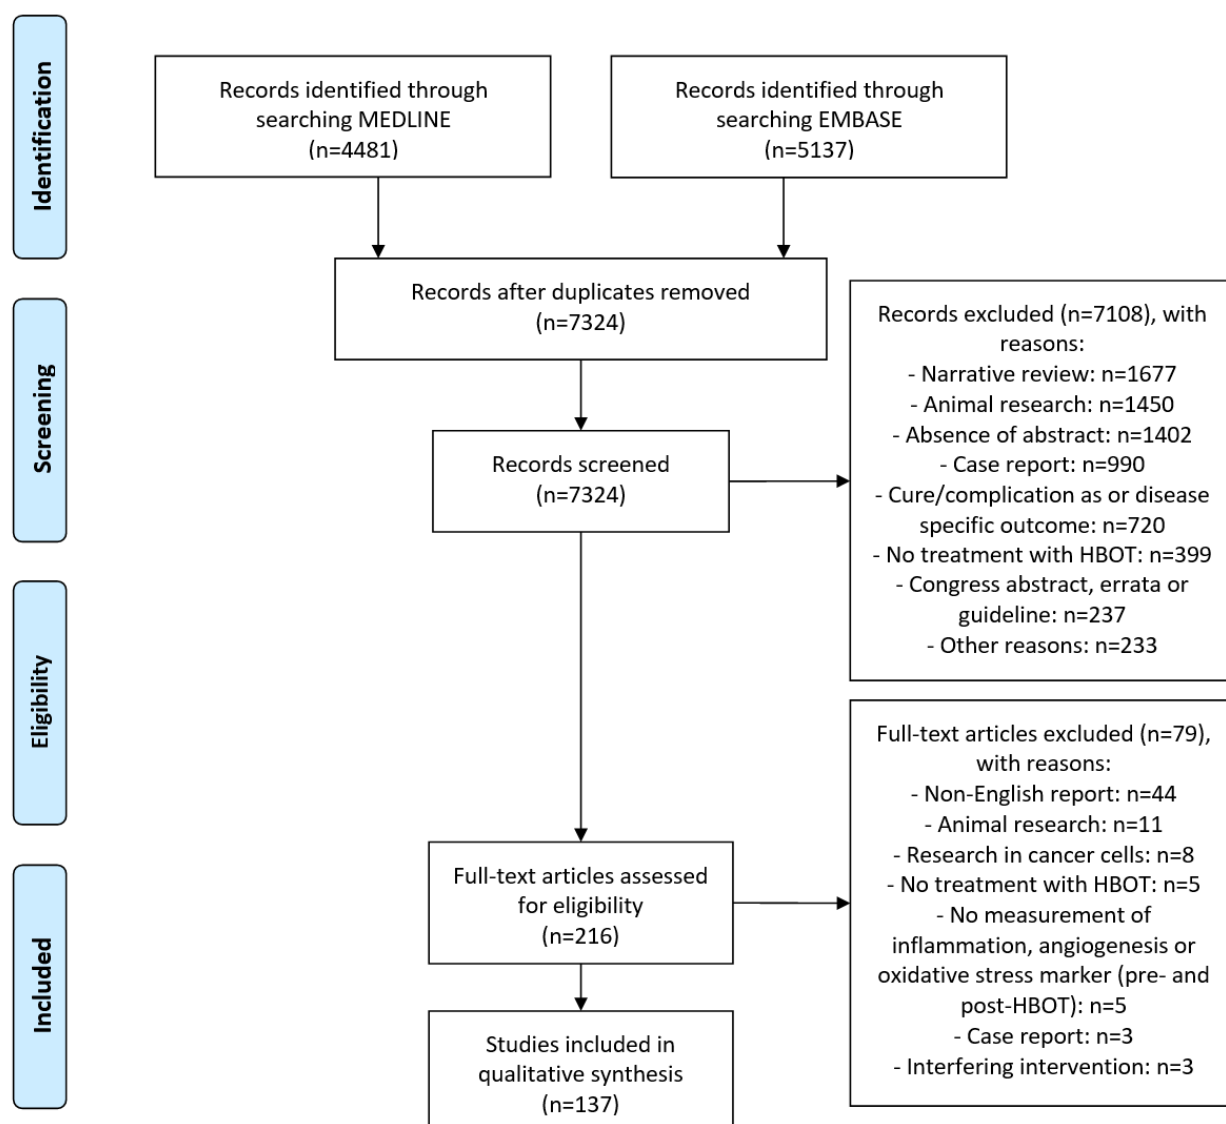 Identification
Records identified through
searching MEDLINE
(n=4481)
Records identified through
searching EMBASE
(n=5137)
Records after duplicates removed
(n=7324)
Screening
Records screened
(n=7324)
Records excluded (n=7108), with
reasons:
- Narrative review: n=1677
- Animal research: n=1450
- Absence of abstract: n=1402
- Case report: n=990
- Cure/complication as or disease
specific outcome: n=720
- No treatment with HBOT: n=399
- Congress abstract, errata or
guideline: n=237
- Other reasons: n=233
Eligibility
Full-text articles assessed
for eligibility
(n=216)
Full-text articles excluded (n=79),
with reasons:
- Non-English report: n=44
- Animal research: n=11
- Research in cancer cells: n=8
- No treatment with HBOT: n=5
- No measurement of
inflammation, angiogenesis or
oxidative stress marker (pre- and
post-HBOT): n=5
- Case report: n=3
- Interfering intervention: n=3
Included
Studies included in
qualitative synthesis
(n=137)